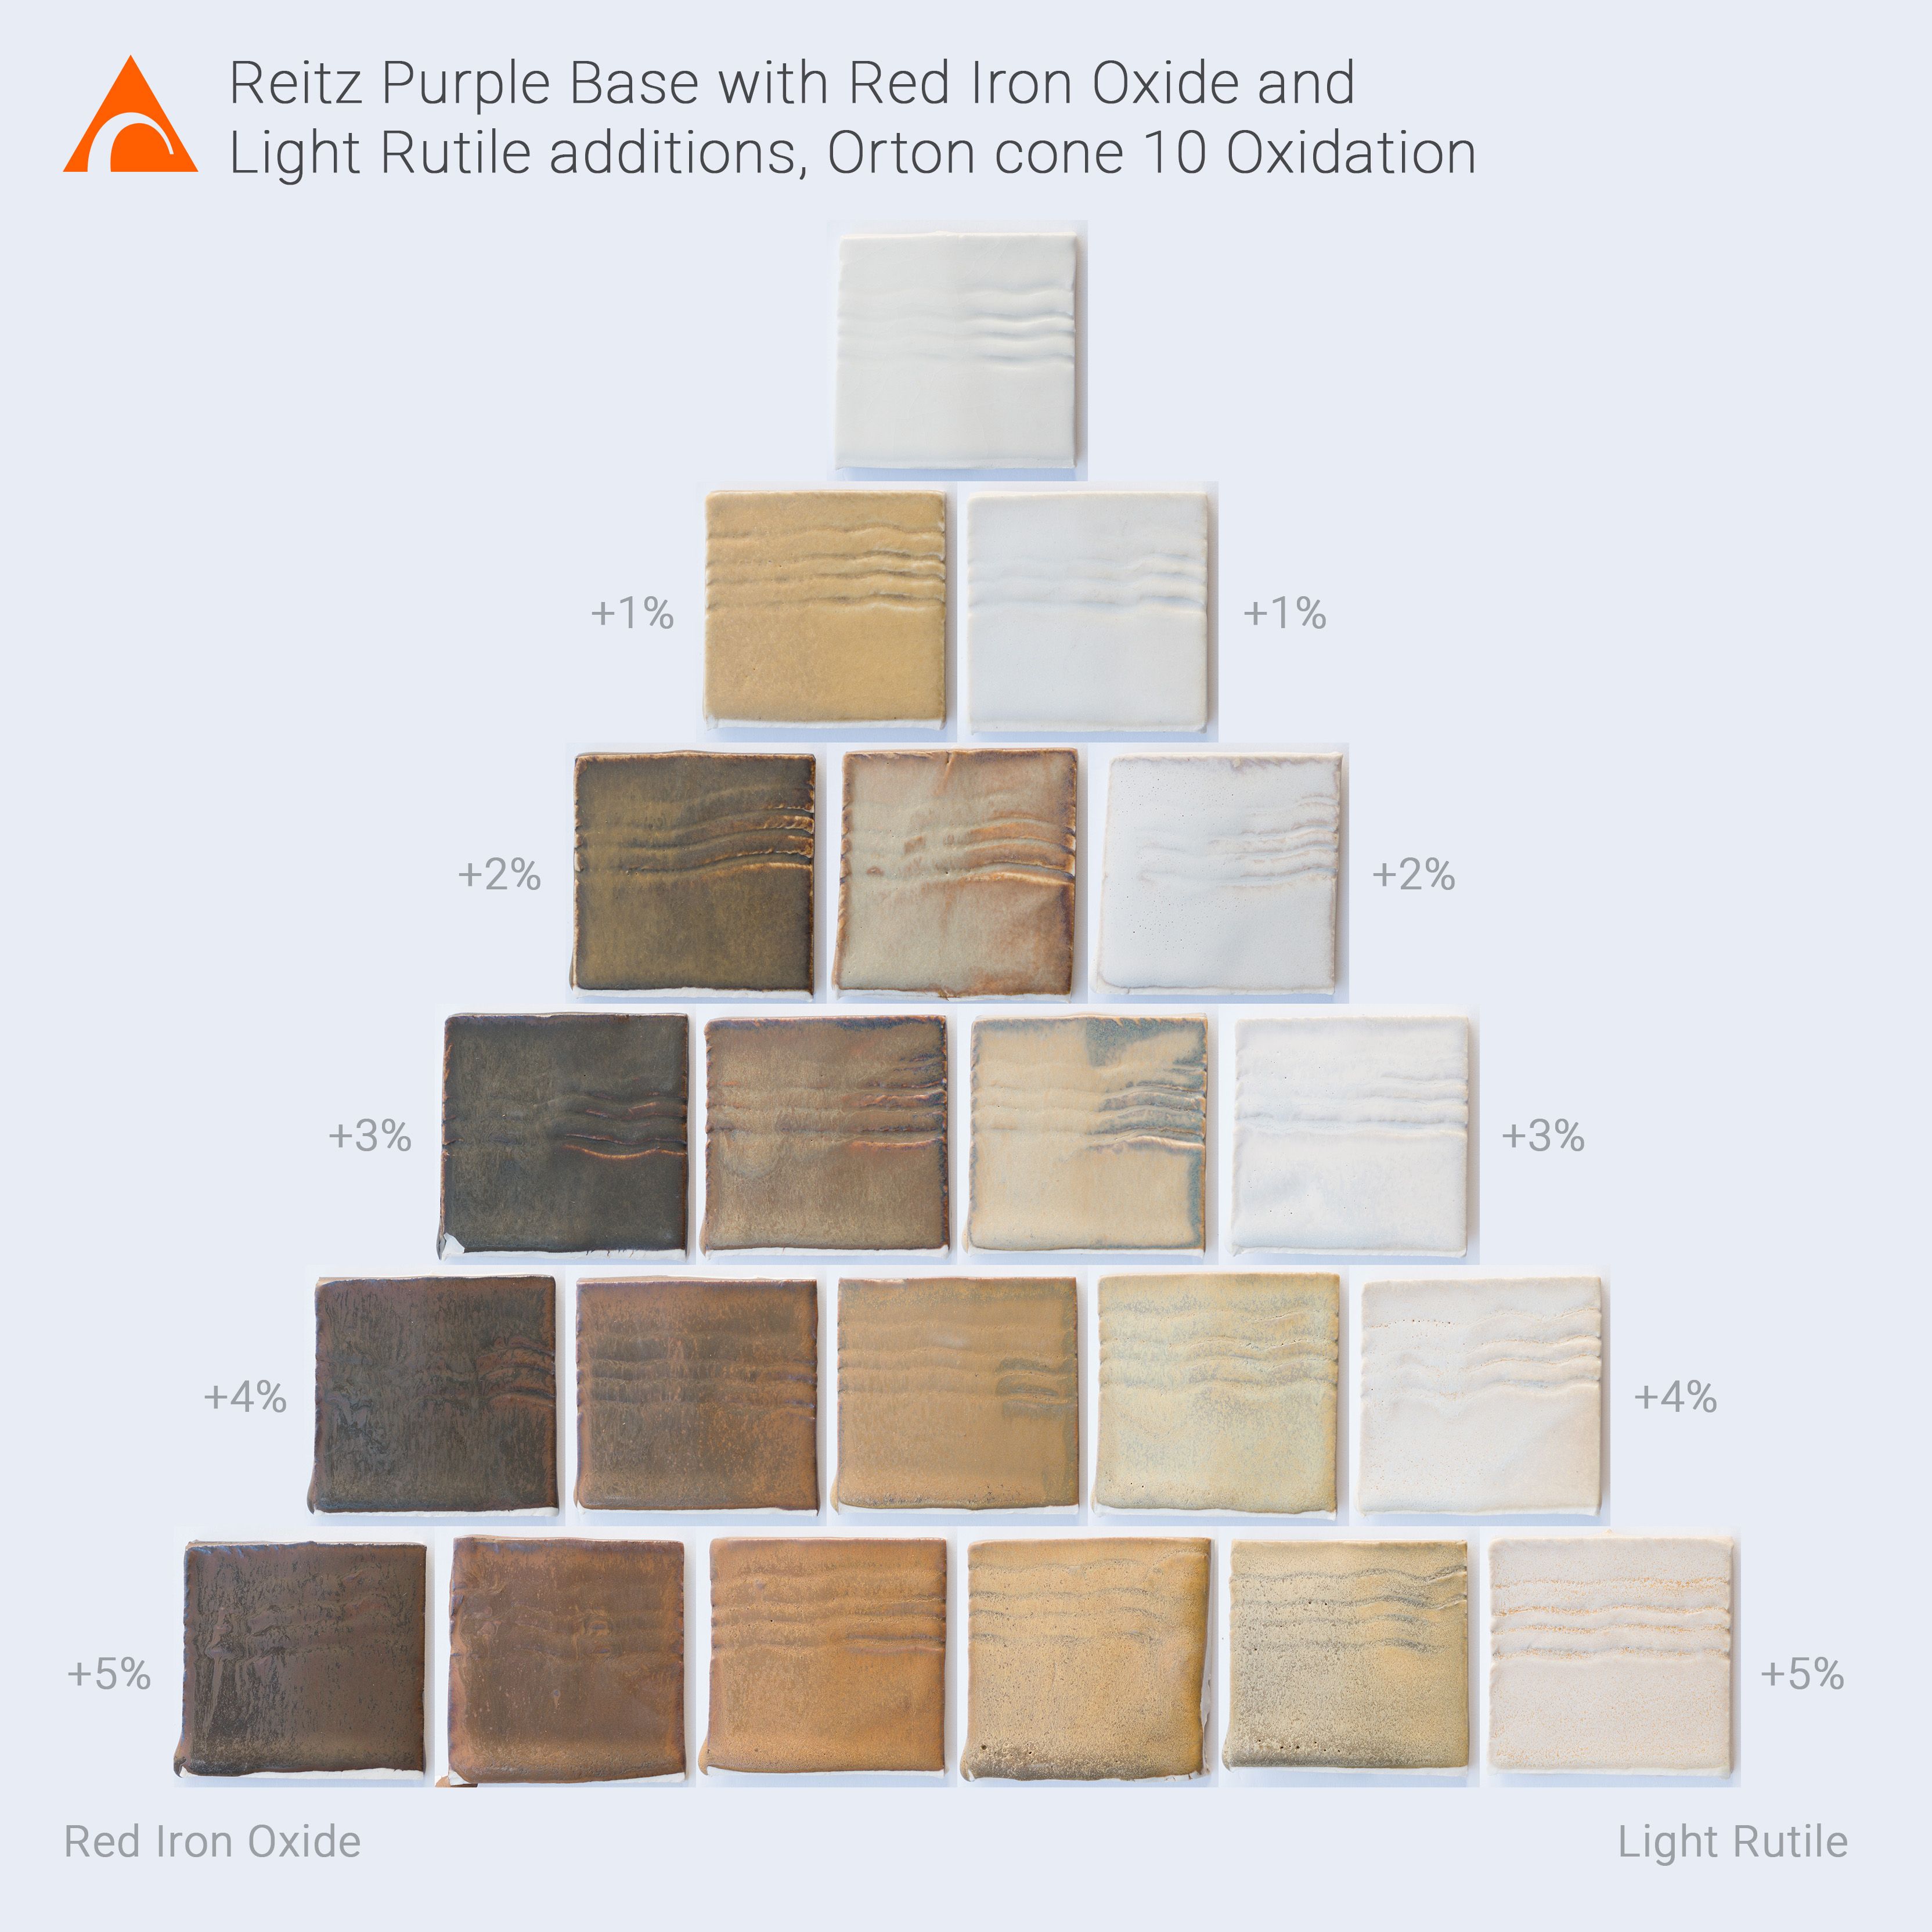 Reitz Purple Base with Red Iron Oxide and
Light Rutile additions, Orton cone 10 Oxidation
+1% +1%
+2% +2%
+3% +3%
+4% +4%
+5% +5%
Red Iron Oxide Light Rutile